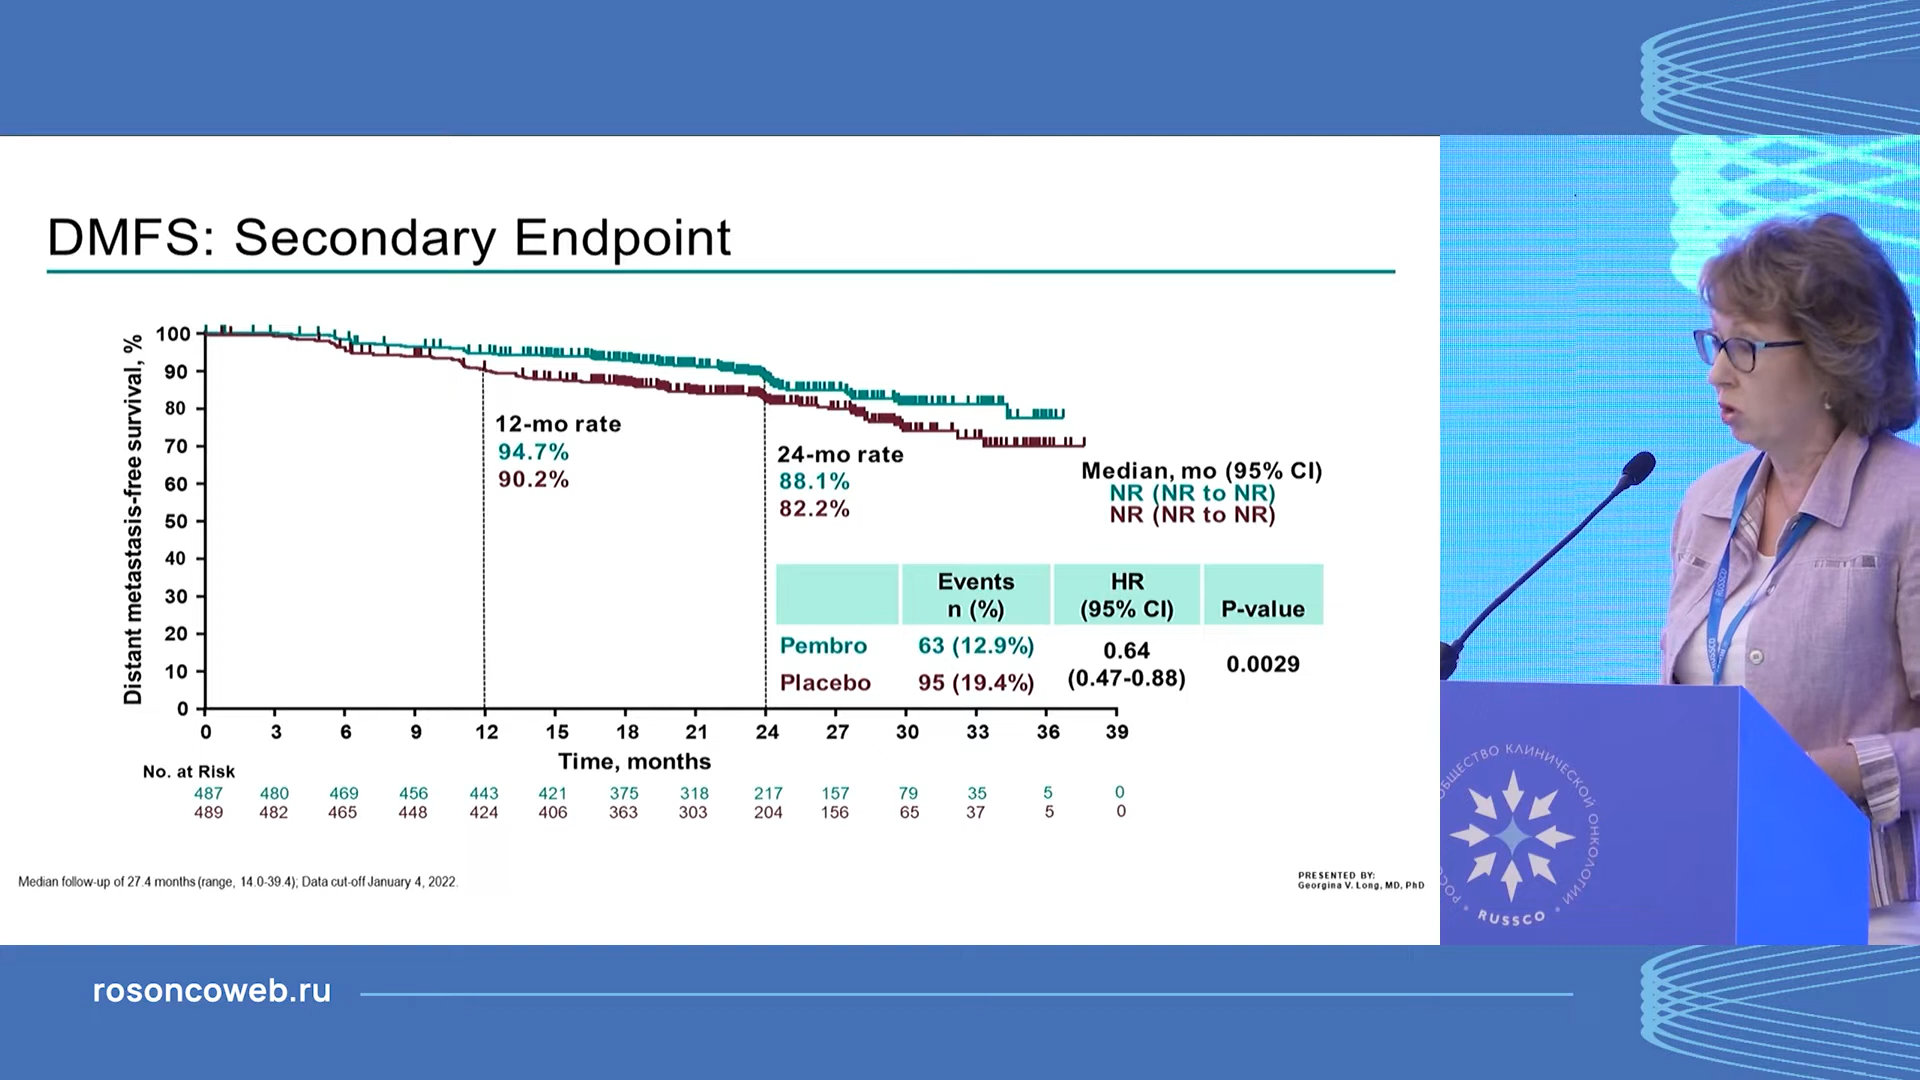 DMFS: Secondary Endpoint
Distant metastasis-free survival, %
100
90
80
70
60
50
40
30
20
10
0
12-mo rate
94.7%
90.2%
24-mo rate
88.1%
82.2%
Median, mo (95% CI)
NR (NR to NR)
NR (NR to NR)
Events n (%) HR (95% CI) P-value
Pembro 63 (12.9%) 0.64 (0.47-0.88) 0.0029
Placebo 95 (19.4%)
0 3 6 9 12 15 18 21 24 27 30 33 36 39
Time, months
No. at Risk
487 480 469 456 443 421 375 318 217 157 79 35 5 0
489 482 465 448 424 406 363 303 204 156 65 37 5 0
Median follow-up of 27.4 months (range, 14.0-39.4); Data cut-off January 4, 2022.
PRESENTED BY:
Georgina V. Long, MD, PhD
ОБЩЕСТВО КЛИНИЧЕСКОЙ ОНКОЛОГИИ
RUSSCO
rosoncoweb.ru